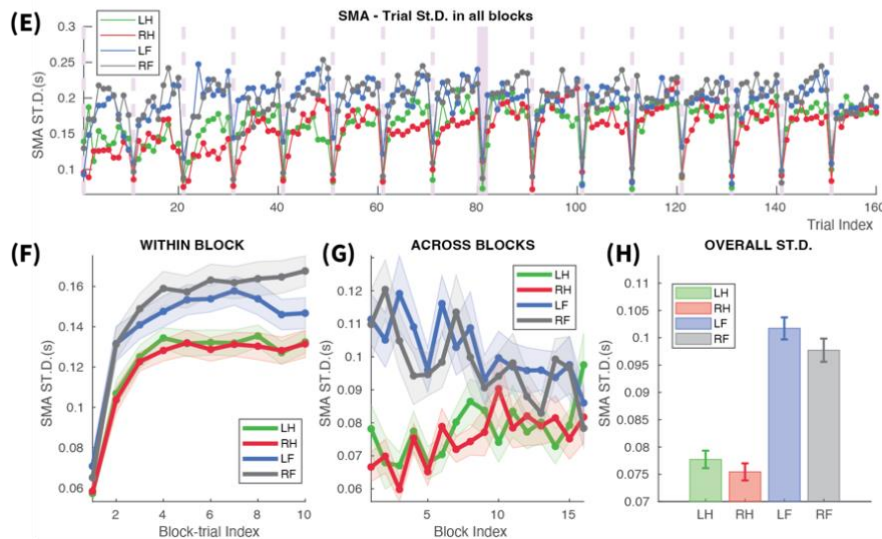 (E)
SMA - Trial St.D. in all blocks
LH
RH
LF
RF
0.3
0.25
0.2
0.15
0.1
SMA ST.D.(s)
20 40 60 80 100 120 140 160
Trial Index
(F)
WITHIN BLOCK
0.16
0.14
0.12
0.1
0.08
0.06
SMA ST.D.(s)
LH
RH
LF
RF
2 4 6 8 10
Block-trial Index
(G)
ACROSS BLOCKS
LH
RH
LF
RF
0.12
0.11
0.1
0.09
0.08
0.07
0.06
SMA ST.D.(s)
5 10 15
Block Index
(H)
OVERALL ST.D.
LH
RH
LF
RF
0.11
0.105
0.1
0.095
0.09
0.085
0.08
0.075
0.07
SMA ST.D.(s)
LH RH LF RF